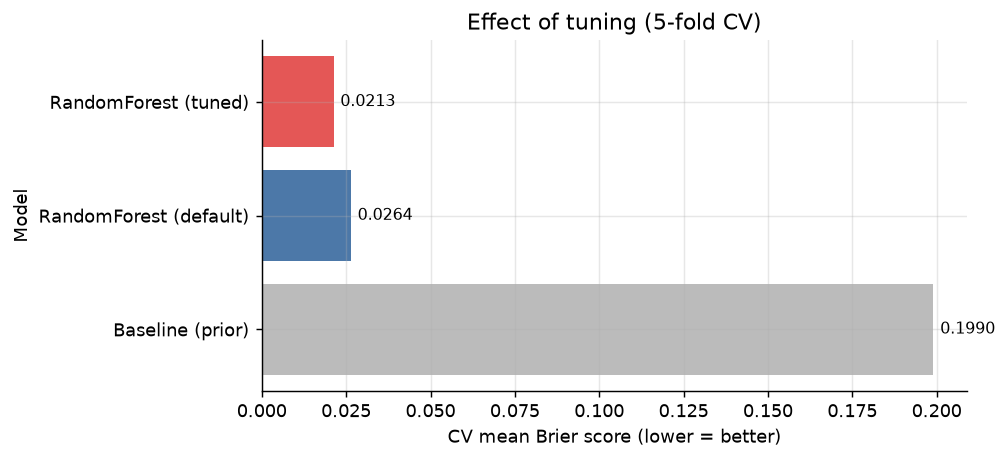 Effect of tuning (5-fold CV)
RandomForest (tuned)
0.0213
RandomForest (default)
0.0264
Baseline (prior)
0.1990
Model
0.000 0.025 0.050 0.075 0.100 0.125 0.150 0.175 0.200
CV mean Brier score (lower = better)